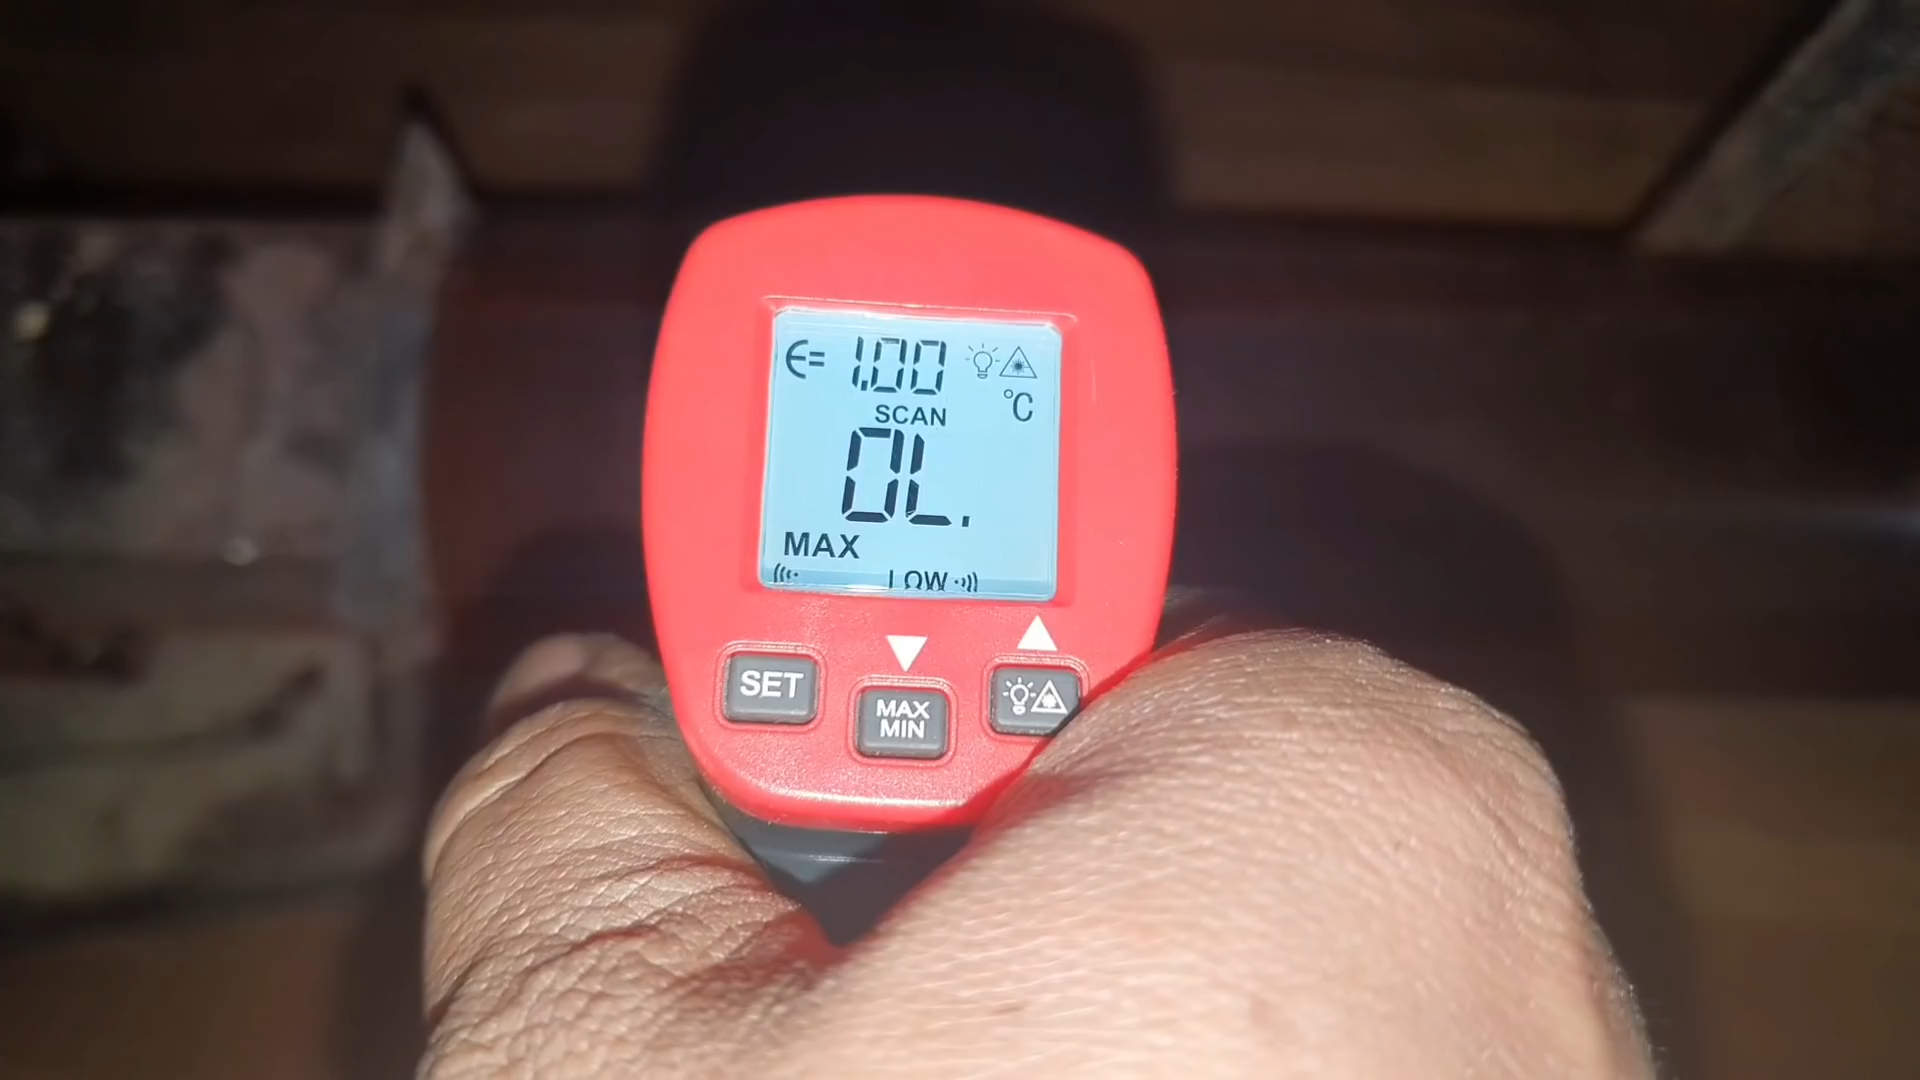 ∈= 1.00
℃
SCAN
OL.
MAX
LOW
SET
MAX
MIN